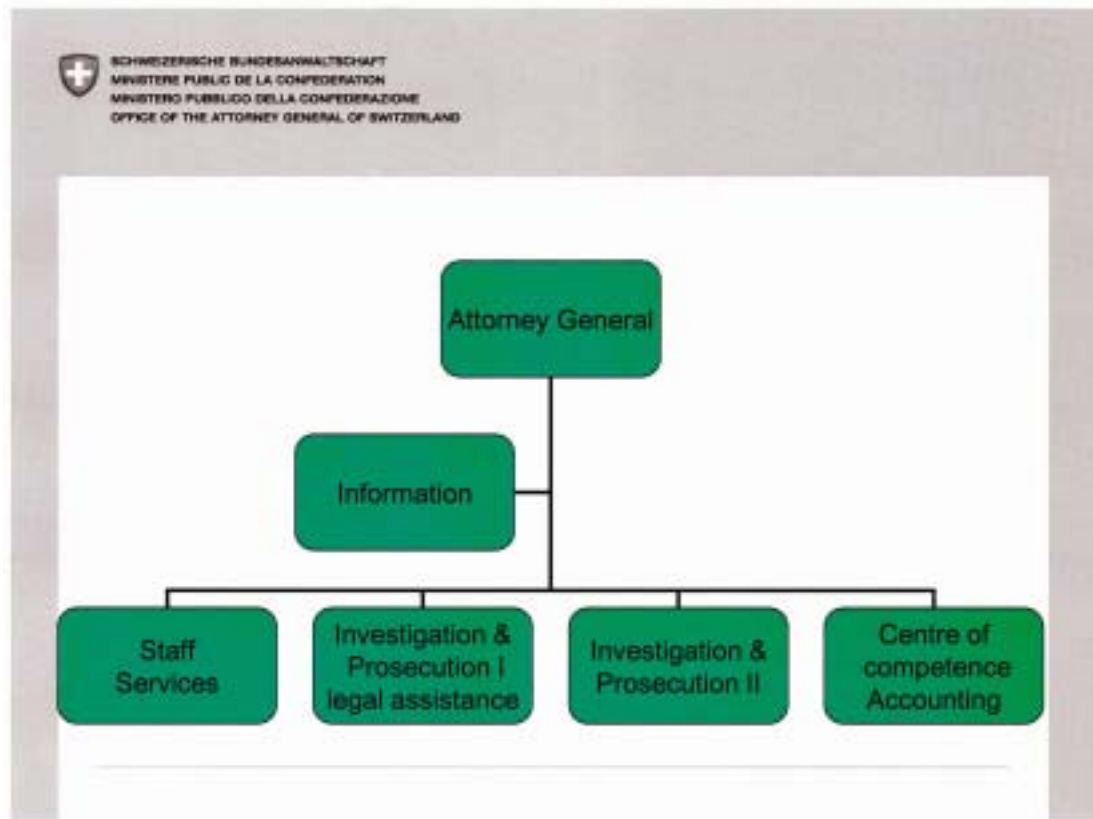 SCHWEIZERISCHE BUNDESANWALTSCHAFT
MINISTERE PUBLIC DE LA CONFEDERATION
MINISTERO PUBBLICO DELLA CONFEDERAZIONE
OFFICE OF THE ATTORNEY GENERAL OF SWITZERLAND
Attorney General
Information
Staff
Services
Investigation &
Prosecution I
legal assistance
Investigation &
Prosecution II
Centre of
competence
Accounting